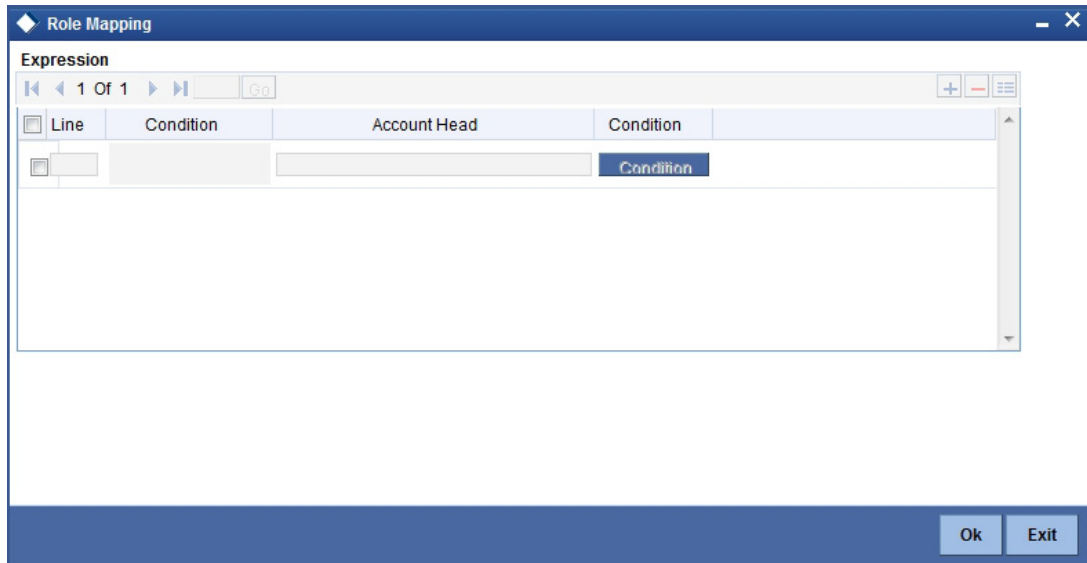 Role Mapping
Expression
1 Of 1 Go
Line Condition Account Head Condition
Condition
Ok Exit